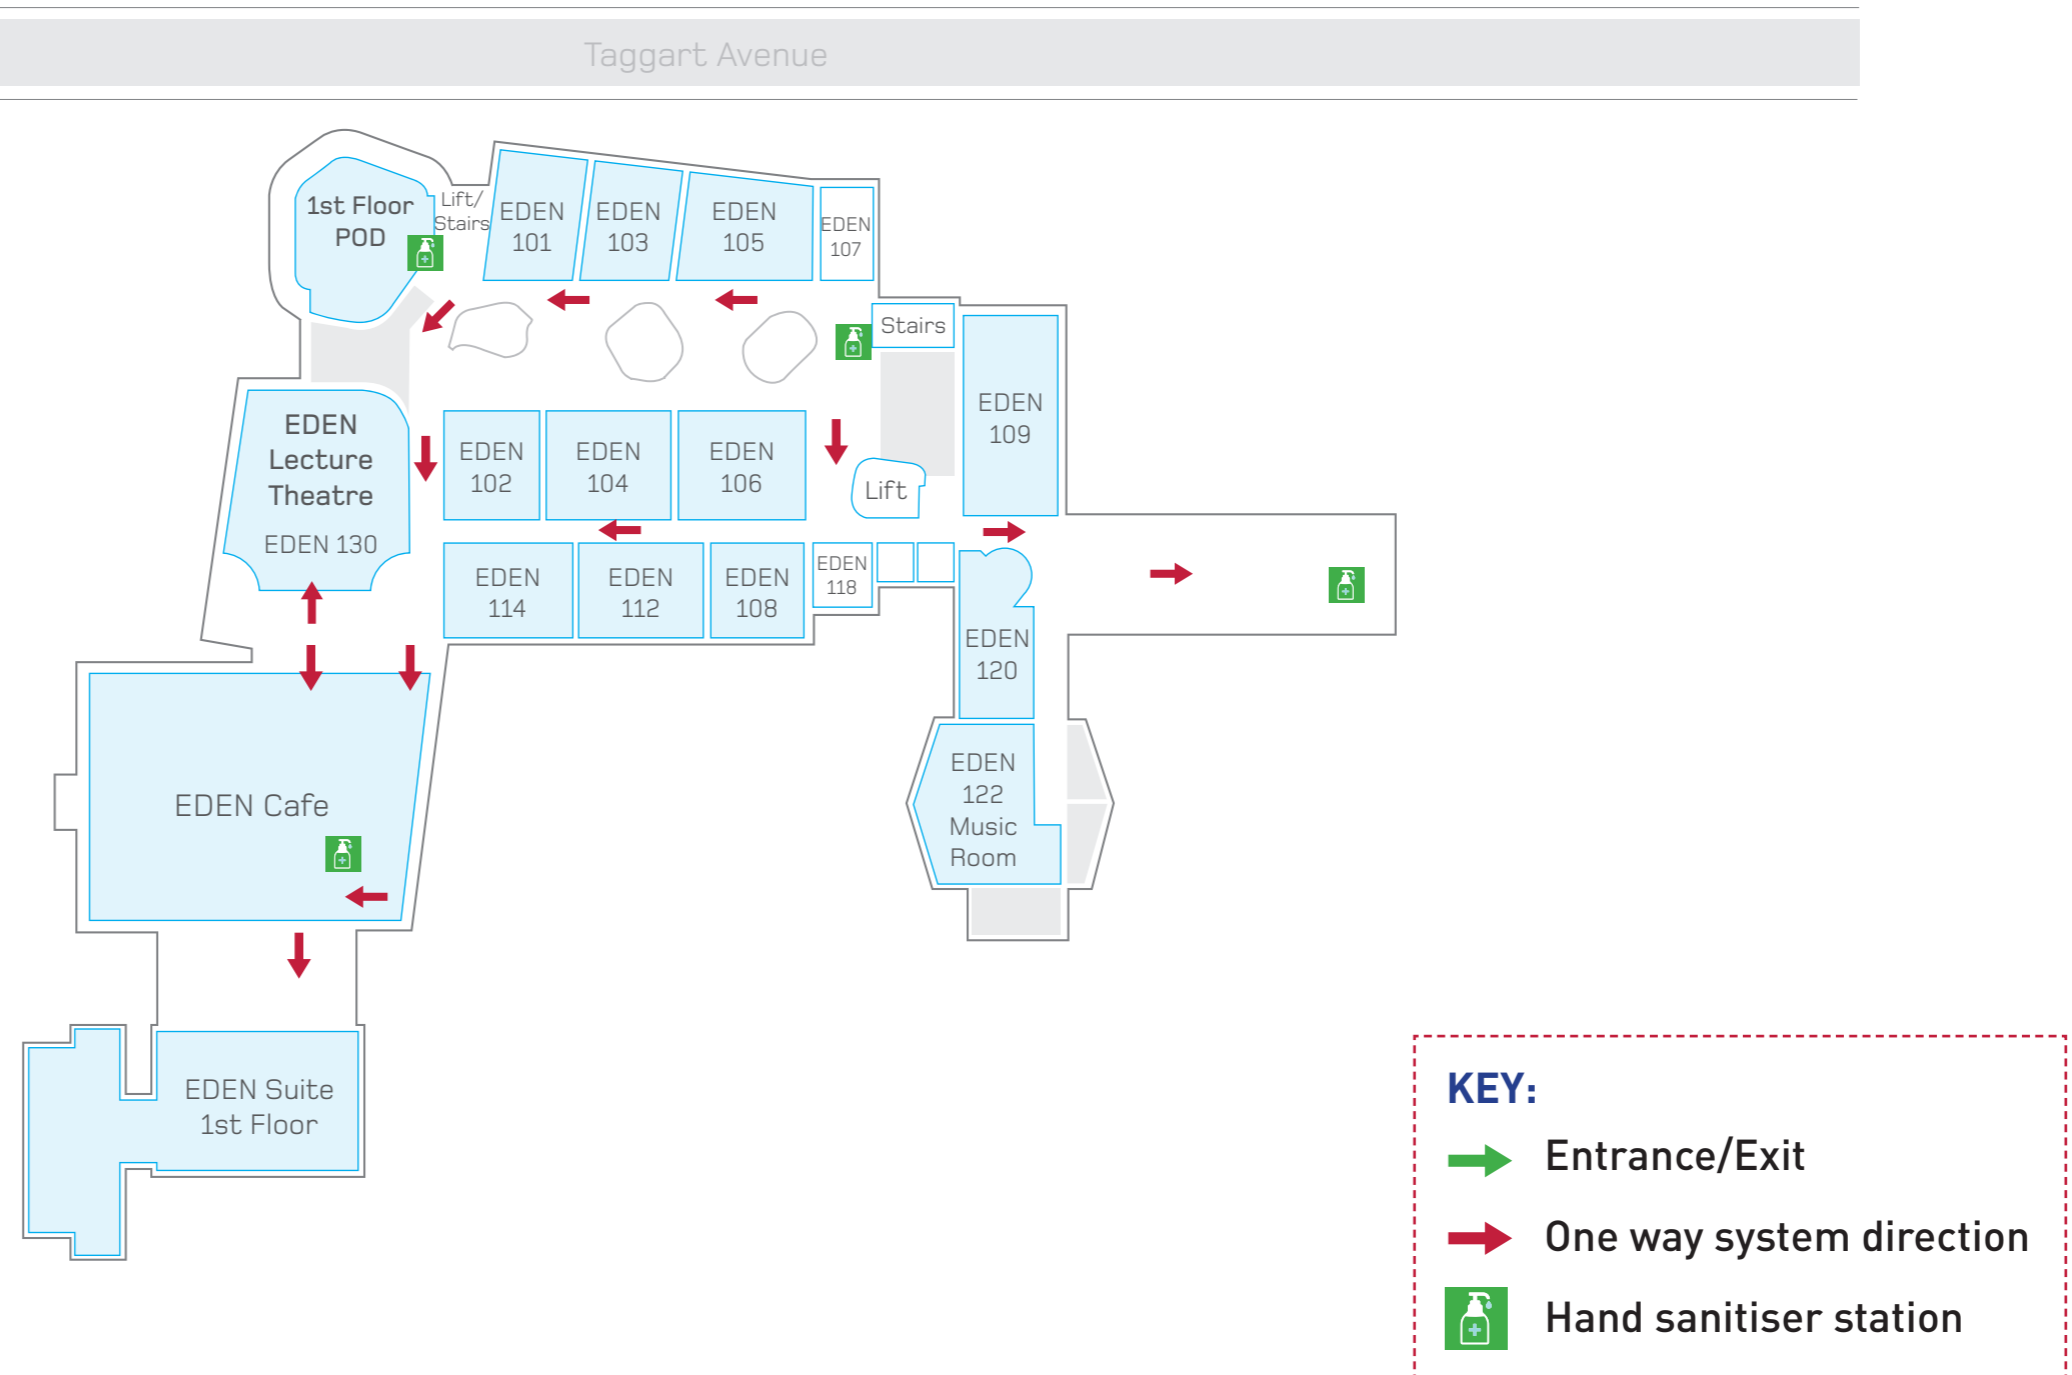 Taggart Avenue
1st Floor
POD
Lift/
Stairs
EDEN
101
EDEN
103
EDEN
105
EDEN
107
Stairs
EDEN
109
EDEN
Lecture
Theatre
EDEN 130
EDEN
102
EDEN
104
EDEN
106
Lift
EDEN
114
EDEN
112
EDEN
108
EDEN
118
EDEN
120
EDEN
122
Music
Room
EDEN Cafe
EDEN Suite
1st Floor
KEY:
Entrance/Exit
One way system direction
Hand sanitiser station